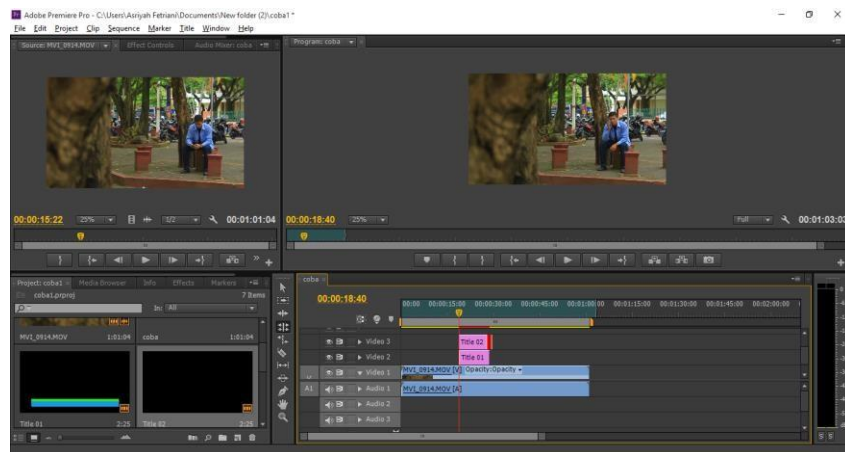 Adobe Premiere Pro - C:\Users\Asriyah Fetriani\Documents\New folder (2)\coba1 *
File Edit Project Clip Sequence Marker Title Window Help
Source: MVI_0914.MOV Effect Controls Audio Mixer: coba
Program: coba
00:00:15:22 25% 1/2 00:01:01:04
00:00:18:40 25% Full 00:01:03:03
Project: coba1 Media Browser Info Effects Markers
coba1.prproj 7 Items
In: All
MVI_0914.MOV 1:01:04 coba 1:01:04
Title 01 2:25 Title 02 2:25
coba
00:00:18:40
00:00 00:00:15:00 00:00:30:00 00:00:45:00 00:01:00:00 00:01:15:00 00:01:30:00 00:01:45:00 00:02:00:00
Video 3 Title 02
Video 2 Title 01
Video 1 MVI_0914.MOV [V] Opacity:Opacity
A1 Audio 1 MVI_0914.MOV [A]
Audio 2
Audio 3
S S